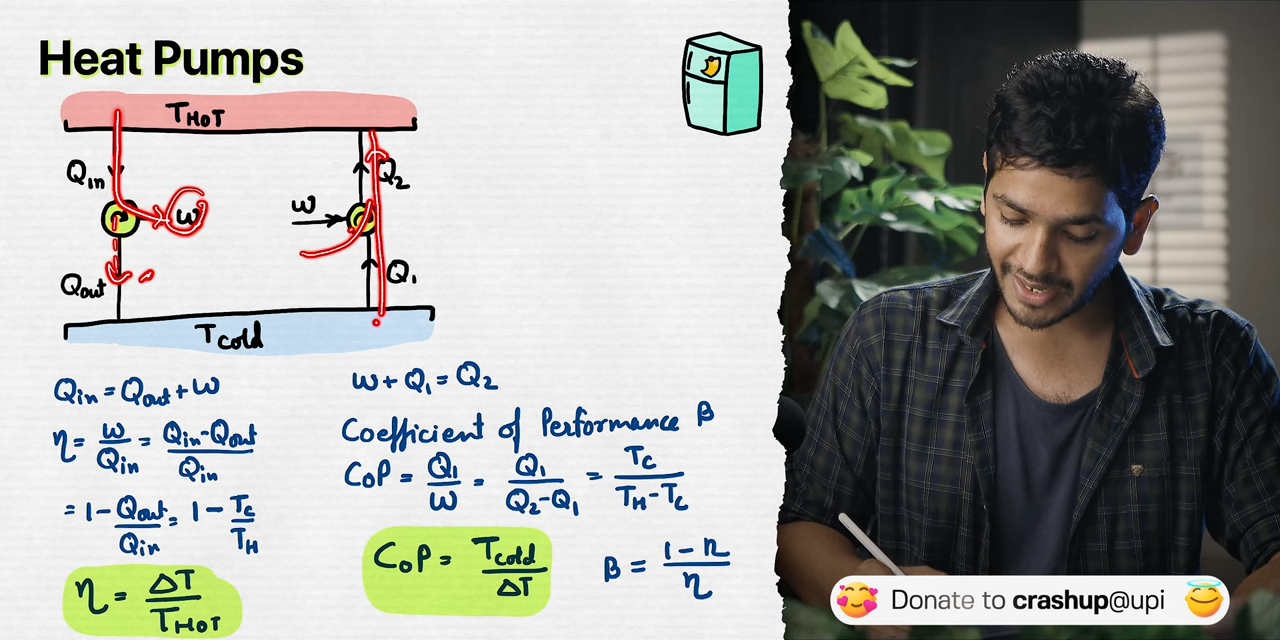 Heat Pumps
THOT
Qin
W
Qout
W
Q2
Q1
Tcold
Qin = Qout + W
η = W/Qin = Qin-Qout/Qin
= 1 - Qout/Qin = 1 - TC/TH
η = ΔT/THOT
W + Q1 = Q2
Coefficient of Performance β
COP = Q1/W = Q1/Q2-Q1 = TC/TH-TC
COP = Tcold/ΔT
β = 1-η/η
Donate to crashup@upi